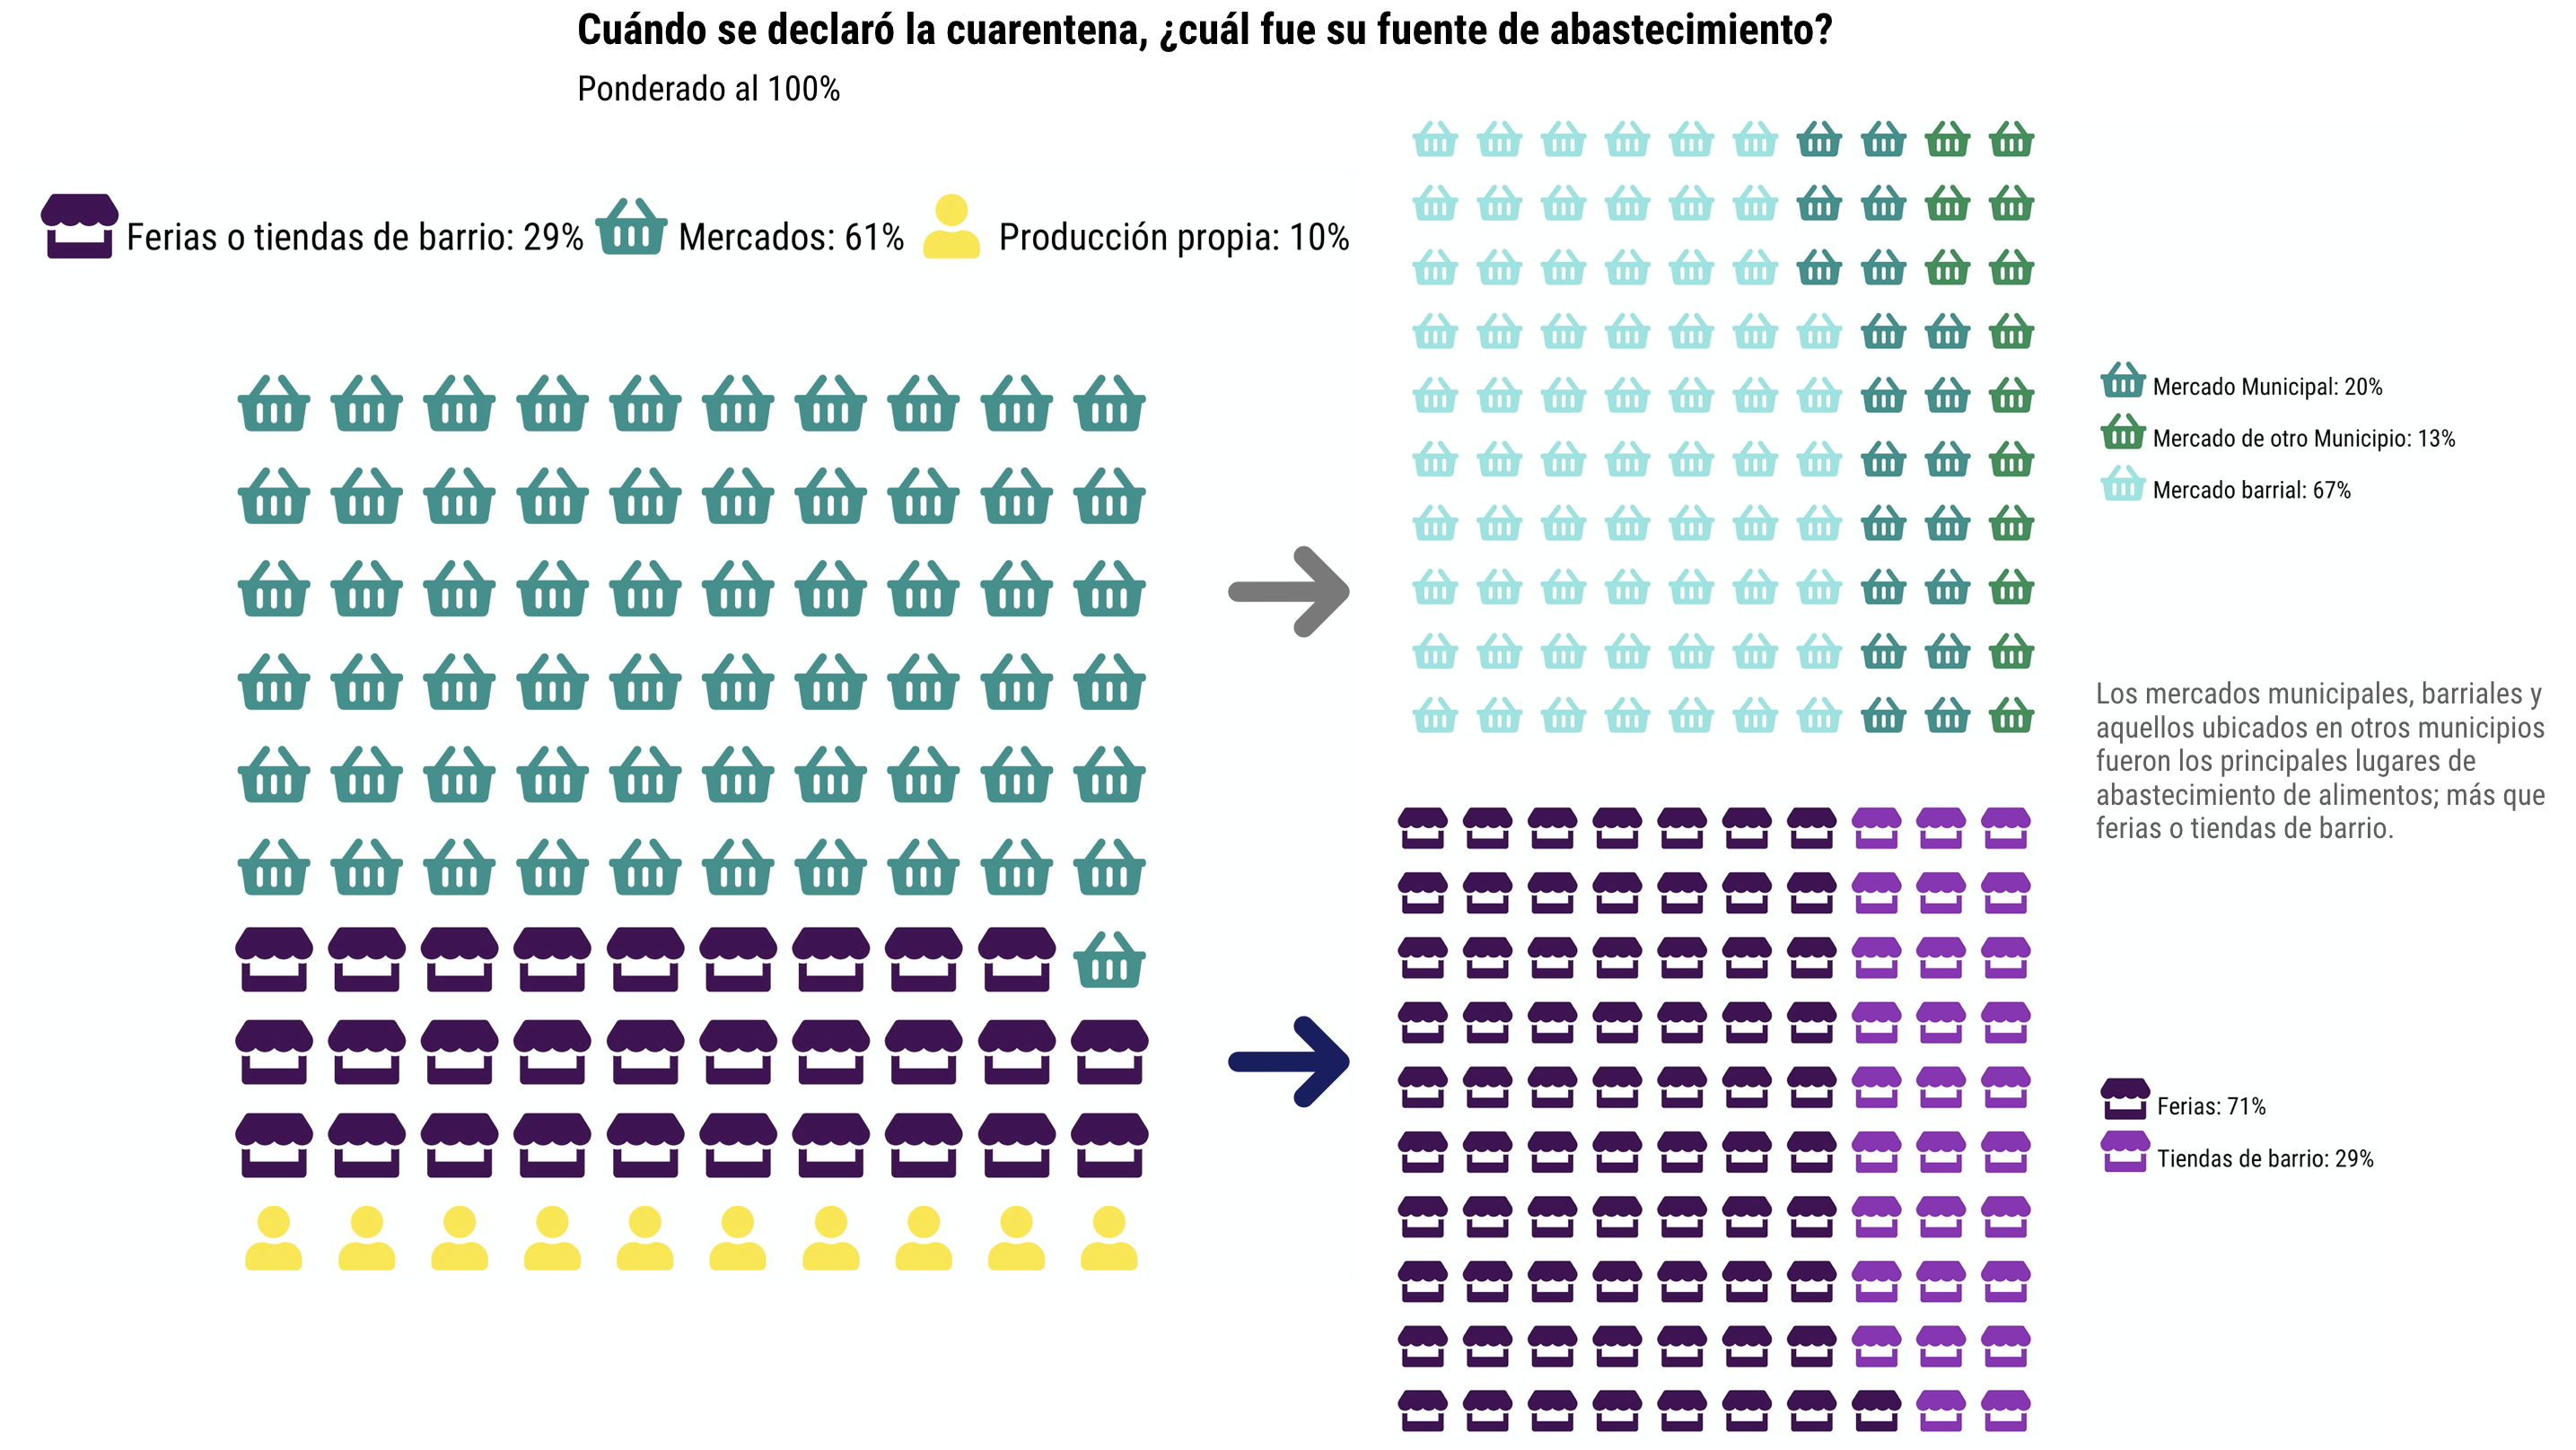 Cuándo se declaró la cuarentena, ¿cuál fue su fuente de abastecimiento?
Ponderado al 100%
Ferias o tiendas de barrio: 29%
Mercados: 61%
Producción propia: 10%
Mercado Municipal: 20%
Mercado de otro Municipio: 13%
Mercado barrial: 67%
Los mercados municipales, barriales y
aquellos ubicados en otros municipios
fueron los principales lugares de
abastecimiento de alimentos; más que
ferias o tiendas de barrio.
Ferias: 71%
Tiendas de barrio: 29%